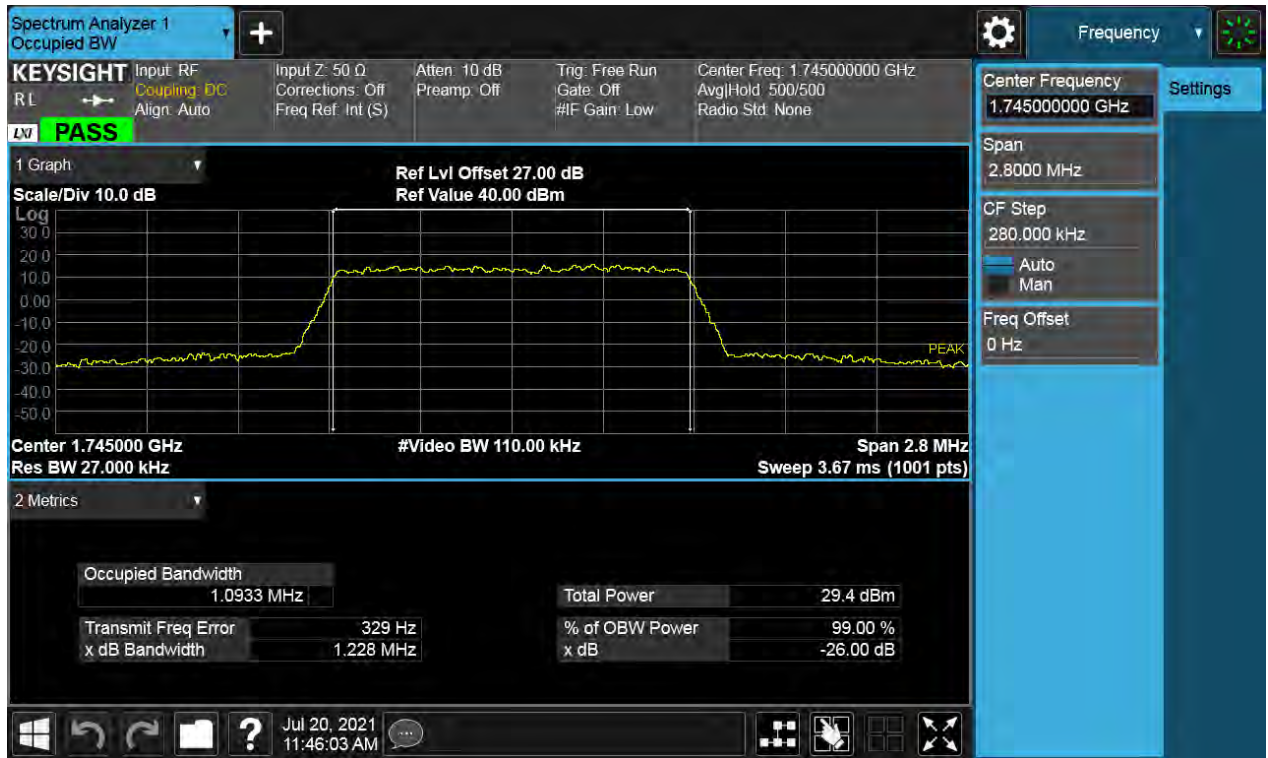 Spectrum Analyzer 1
Occupied BW
+
Frequency
KEYSIGHT
RL
LXI
PASS
Input: RF
Coupling: DC
Align: Auto
Input Z: 50 Ω
Corrections: Off
Freq Ref: Int (S)
Atten: 10 dB
Preamp: Off
Trig: Free Run
Gate: Off
#IF Gain: Low
Center Freq: 1.745000000 GHz
Avg|Hold: 500/500
Radio Std: None
1 Graph
Scale/Div 10.0 dB
Ref Lvl Offset 27.00 dB
Ref Value 40.00 dBm
Log
30.0
20.0
10.0
0.00
-10.0
-20.0
-30.0
-40.0
-50.0
PEAK
Center 1.745000 GHz
#Video BW 110.00 kHz
Span 2.8 MHz
Res BW 27.000 kHz
Sweep 3.67 ms (1001 pts)
2 Metrics
Occupied Bandwidth
1.0933 MHz
Total Power 29.4 dBm
Transmit Freq Error 329 Hz
% of OBW Power 99.00 %
x dB Bandwidth 1.228 MHz
x dB -26.00 dB
?
Jul 20, 2021
11:46:03 AM
Center Frequency
1.745000000 GHz
Settings
Span
2.8000 MHz
CF Step
280.000 kHz
Auto
Man
Freq Offset
0 Hz